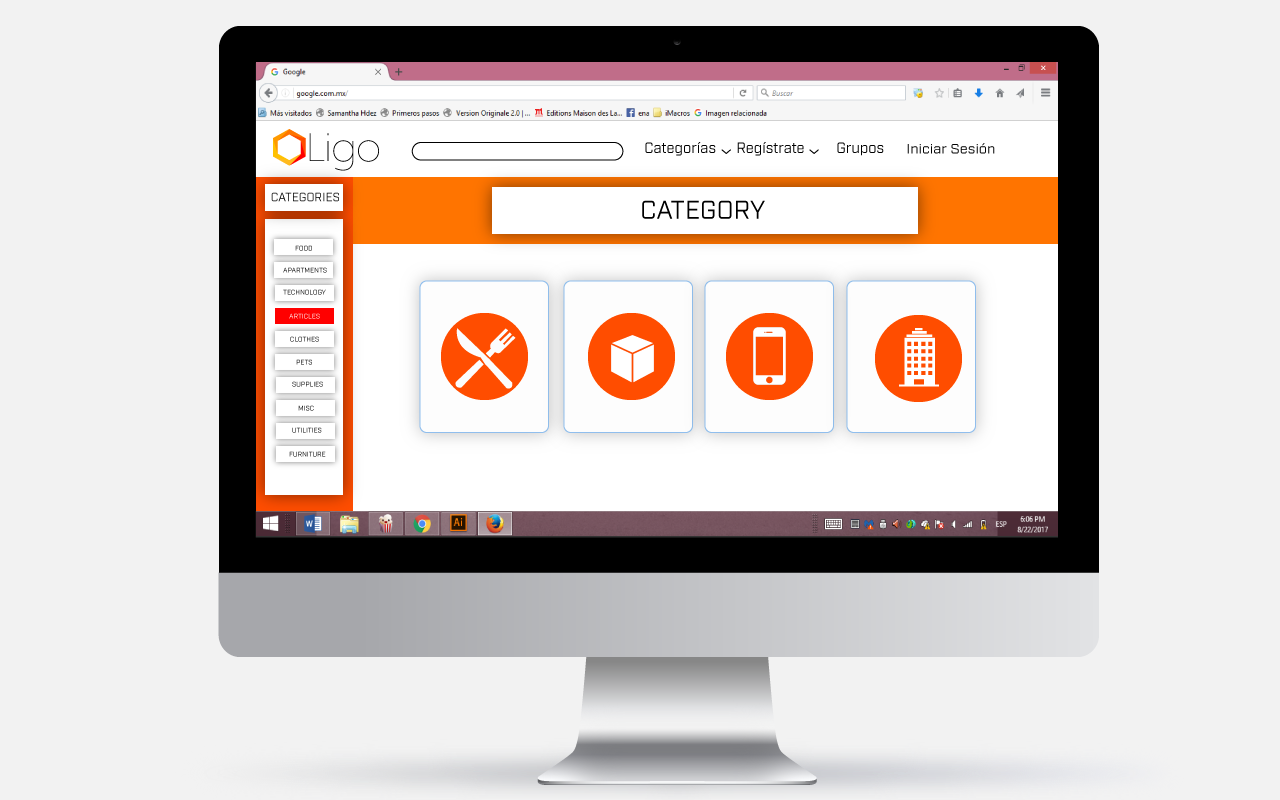 Google
google.com.mx/
Buscar
Más visitados Samantha Hdez Primeros pasos Version Originale 2.0 |... Editions Maison des La... ena iMacros Imagen relacionada
Ligo Categorías Regístrate Grupos Iniciar Sesión
CATEGORIES
CATEGORY
FOOD
APARTMENTS
TECHNOLOGY
ARTICLES
CLOTHES
PETS
SUPPLIES
MISC
UTILITIES
FURNITURE
W Ai ESP 6:06 PM
8/22/2017